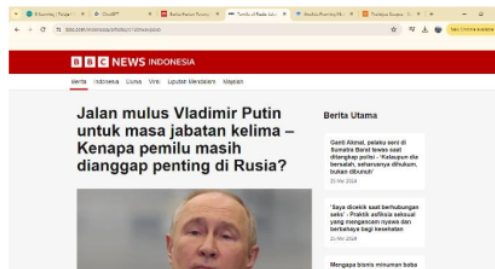 BBC NEWS INDONESIA
Berita Indonesia Dunia Viral Liputan Mendalam Majalah
Jalan mulus Vladimir Putin
untuk masa jabatan kelima –
Kenapa pemilu masih
dianggap penting di Rusia?
Berita Utama
Ganti Akmal, pelaku seni di
Sumatra Barat tewas saat
ditangkap polisi - 'Kalaupun dia
bersalah, seharusnya dihukum,
bukan dibunuh'
'Saya dicekik saat berhubungan
seks' - Praktik asfiksia seksual
yang mengancam nyawa dan
berbahaya bagi kesehatan
Mengapa bisnis minuman boba